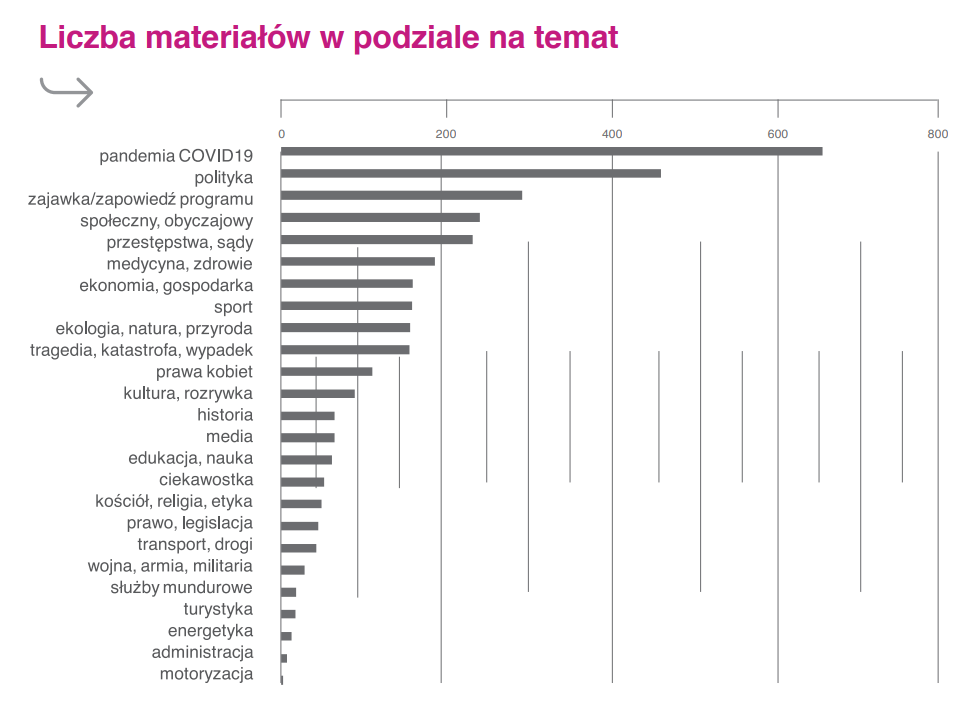 Liczba materiałów w podziale na temat
0 200 400 600 800
pandemia COVID19
polityka
zajawka/zapowiedź programu
społeczny, obyczajowy
przestępstwa, sądy
medycyna, zdrowie
ekonomia, gospodarka
sport
ekologia, natura, przyroda
tragedia, katastrofa, wypadek
prawa kobiet
kultura, rozrywka
historia
media
edukacja, nauka
ciekawostka
kościół, religia, etyka
prawo, legislacja
transport, drogi
wojna, armia, militaria
służby mundurowe
turystyka
energetyka
administracja
motoryzacja